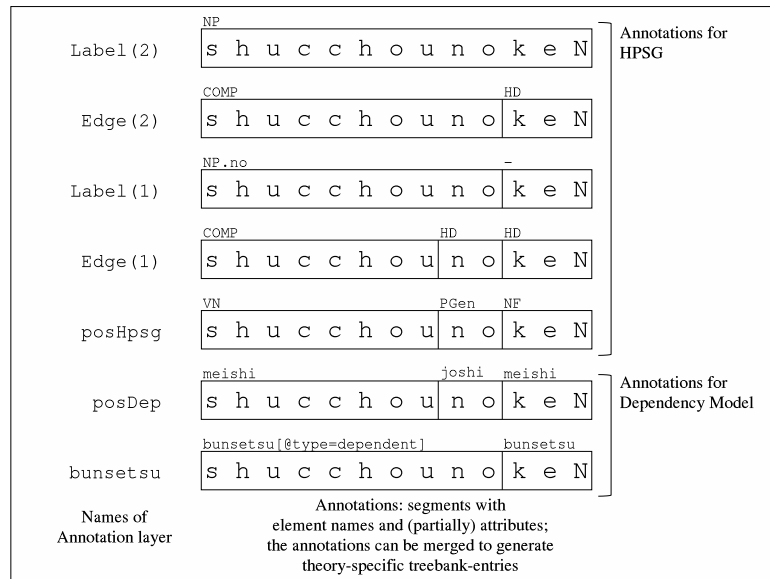 NP
Label(2) s h u c c h o u n o k e N
Annotations for
HPSG
COMP HD
Edge(2) s h u c c h o u n o k e N
NP.no -
Label(1) s h u c c h o u n o k e N
COMP HD HD
Edge(1) s h u c c h o u n o k e N
VN PGen NF
posHpsg s h u c c h o u n o k e N
meishi joshi meishi
posDep s h u c c h o u n o k e N
Annotations for
Dependency Model
bunsetsu[@type=dependent] bunsetsu
bunsetsu s h u c c h o u n o k e N
Names of
Annotation layer
Annotations: segments with
element names and (partially) attributes;
the annotations can be merged to generate
theory-specific treebank-entries